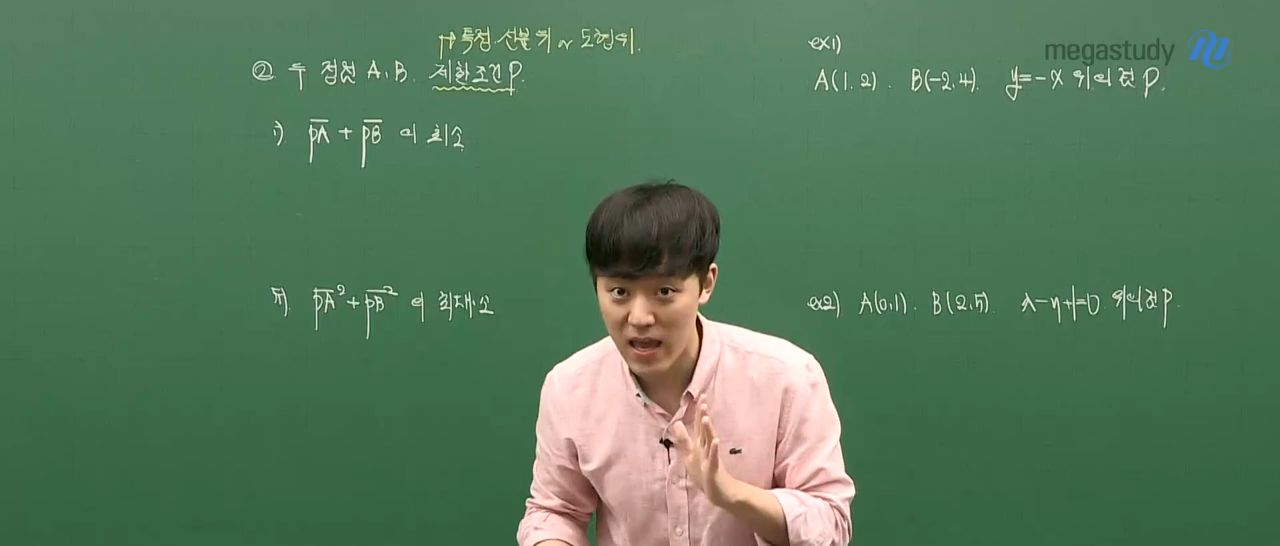 특정 선분 위 or 도형 위.
② 두 정점 A, B. 제한조건 P.
i) PA + PB 의 최소
ii) PA² + PB² 의 최대·소
ex1)
megastudy
A(1, 2). B(-2, 4). y=-x 위의 점 P.
ex2) A(0,1). B(2,5). x-y+1=0 위의 점 P.